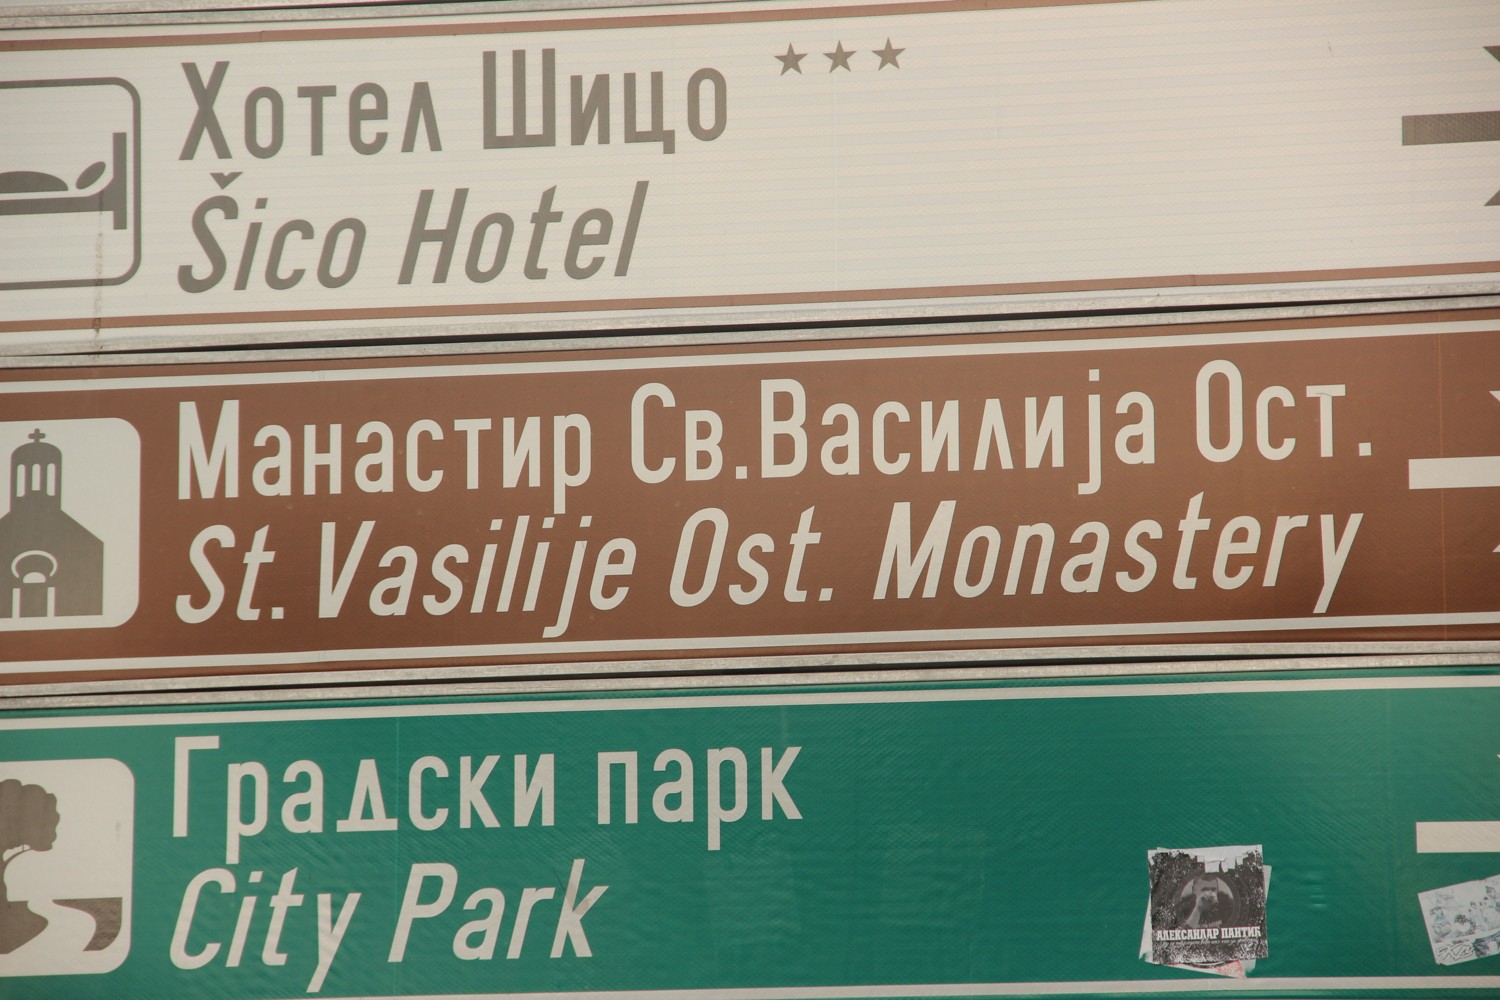 Хотел Шицо ★★★
Šico Hotel
Манастир Св.Василија Ост.
St.Vasilije Ost. Monastery
Градски парк
City Park
АЛЕКСАНДАР ПАНТИЋ